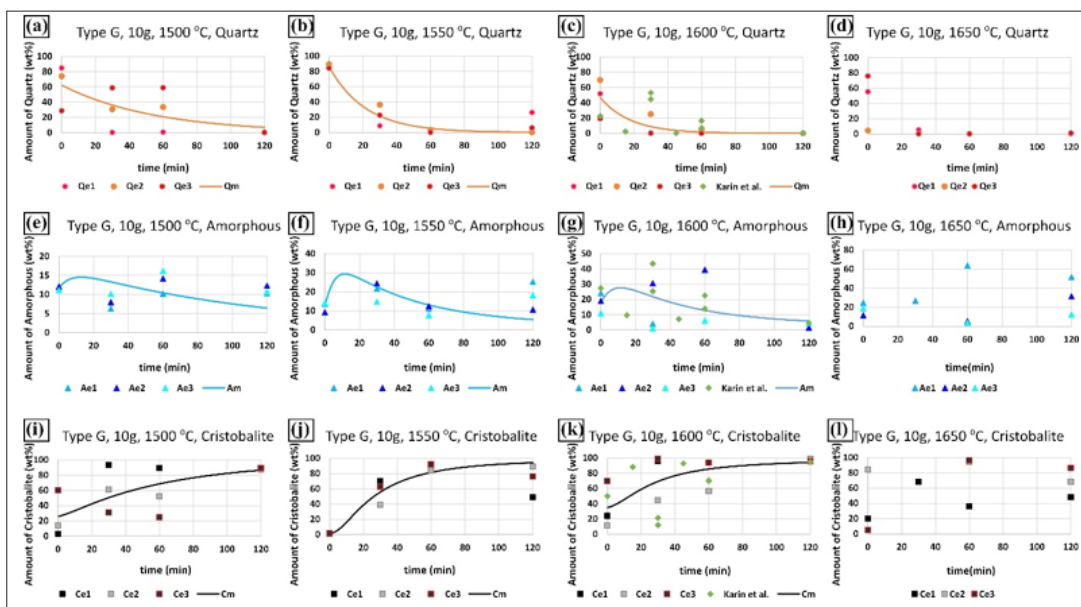 (a) Type G, 10g, 1500 °C, Quartz
Amount of Quartz (wt%)
100
80
60
40
20
0
0 20 40 60 80 100 120
time (min)
Qe1 Qe2 Qe3 Qm
(b) Type G, 10g, 1550 °C, Quartz
100
80
60
40
20
0
0 20 40 60 80 100 120
time (min)
Qe1 Qe2 Qe3 Qm
(c) Type G, 10g, 1600 °C, Quartz
Amount of Quartz (wt%)
100
80
60
40
20
0
0 20 40 60 80 100 120
time (min)
Qe1 Qe2 Qe3 Karin et al. Qm
(d) Type G, 10g, 1650 °C, Quartz
Amount of Quartz (wt%)
100
80
60
40
20
0
0 20 40 60 80 100 120
time (min)
Qe1 Qe2 Qe3
(e) Type G, 10g, 1500 °C, Amorphous
Amount of Amorphous (wt%)
20
15
10
5
0
0 20 40 60 80 100 120
time (min)
Ae1 Ae2 Ae3 Am
(f) Type G, 10g, 1550 °C, Amorphous
Amount of Amorphous (wt%)
40
30
20
10
0
0 20 40 60 80 100 120
time (min)
Ae1 Ae2 Ae3 Am
(g) Type G, 10g, 1600 °C, Amorphous
Amount of Amorphous (wt%)
50
40
30
20
10
0
0 20 40 60 80 100 120
time (min)
Ae1 Ae2 Ae3 Karin et al. Am
(h) Type G, 10g, 1650 °C, Amorphous
Amount of Amorphous (wt%)
80
60
40
20
0
0 20 40 60 80 100 120
time (min)
Ae1 Ae2 Ae3
(i) Type G, 10g, 1500 °C, Cristobalite
Amount of Cristobalite (wt%)
100
80
60
40
20
0
0 20 40 60 80 100 120
time (min)
Ce1 Ce2 Ce3 Cm
(j) Type G, 10g, 1550 °C, Cristobalite
Amount of Cristobalite (wt%)
100
80
60
40
20
0
0 20 40 60 80 100 120
time (min)
Ce1 Ce2 Ce3 Cm
(k) Type G, 10g, 1600 °C, Cristobalite
Amount of Cristobalite (wt%)
100
80
60
40
20
0
0 20 40 60 80 100 120
time (min)
Ce1 Ce2 Ce3 Karin et al. Cm
(l) Type G, 10g, 1650 °C, Cristobalite
Amount of Cristobalite (wt%)
100
80
60
40
20
0
0 20 40 60 80 100 120
time(min)
Ce1 Ce2 Ce3